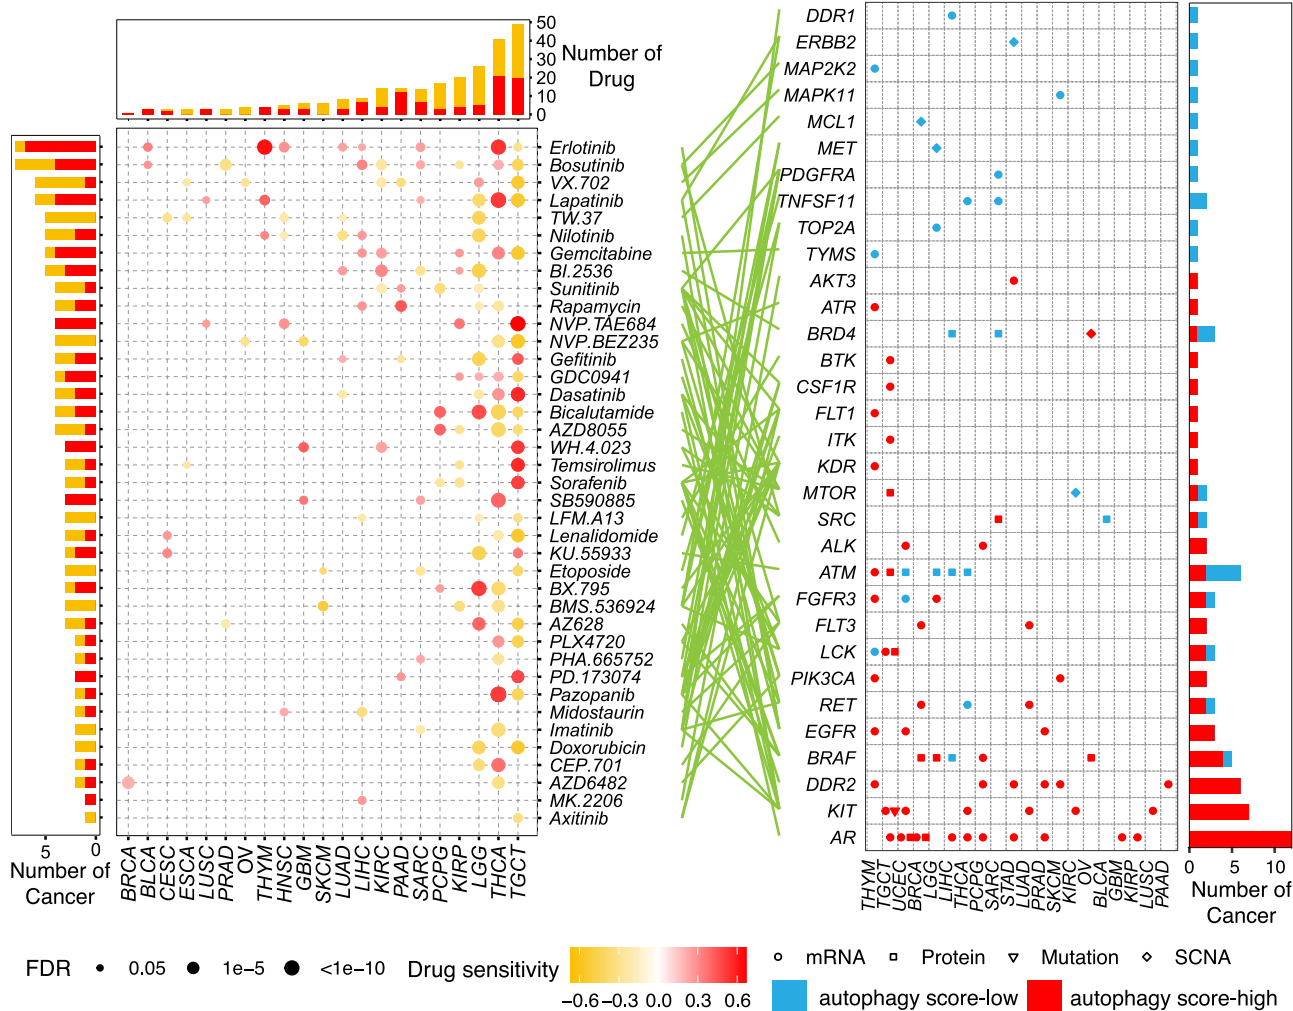 50
40
30
20
10
0
Number of
Drug
Erlotinib
Bosutinib
VX.702
Lapatinib
TW.37
Nilotinib
Gemcitabine
BI.2536
Sunitinib
Rapamycin
NVP.TAE684
NVP.BEZ235
Gefitinib
GDC0941
Dasatinib
Bicalutamide
AZD8055
WH.4.023
Temsirolimus
Sorafenib
SB590885
LFM.A13
Lenalidomide
KU.55933
Etoposide
BX.795
BMS.536924
AZ628
PLX4720
PHA.665752
PD.173074
Pazopanib
Midostaurin
Imatinib
Doxorubicin
CEP.701
AZD6482
MK.2206
Axitinib
5 0
Number of
Cancer
BRCA
BLCA
CESC
ESCA
LUSC
PRAD
OV
THYM
HNSC
GBM
SKCM
LUAD
LIHC
KIRC
PAAD
SARC
PCPG
KIRP
LGG
THCA
TGCT
DDR1
ERBB2
MAP2K2
MAPK11
MCL1
MET
PDGFRA
TNFSF11
TOP2A
TYMS
AKT3
ATR
BRD4
BTK
CSF1R
FLT1
ITK
KDR
MTOR
SRC
ALK
ATM
FGFR3
FLT3
LCK
PIK3CA
RET
EGFR
BRAF
DDR2
KIT
AR
THYM
TGCT
UCEC
BRCA
LGG
LIHC
THCA
PCPG
SARC
STAD
LUAD
PRAD
SKCM
KIRC
OV
BLCA
GBM
KIRP
LUSC
PAAD
0 5 10
Number of
Cancer
FDR 0.05 1e-5 <1e-10
Drug sensitivity
−0.6 −0.3 0.0 0.3 0.6
mRNA Protein Mutation SCNA
autophagy score-low autophagy score-high